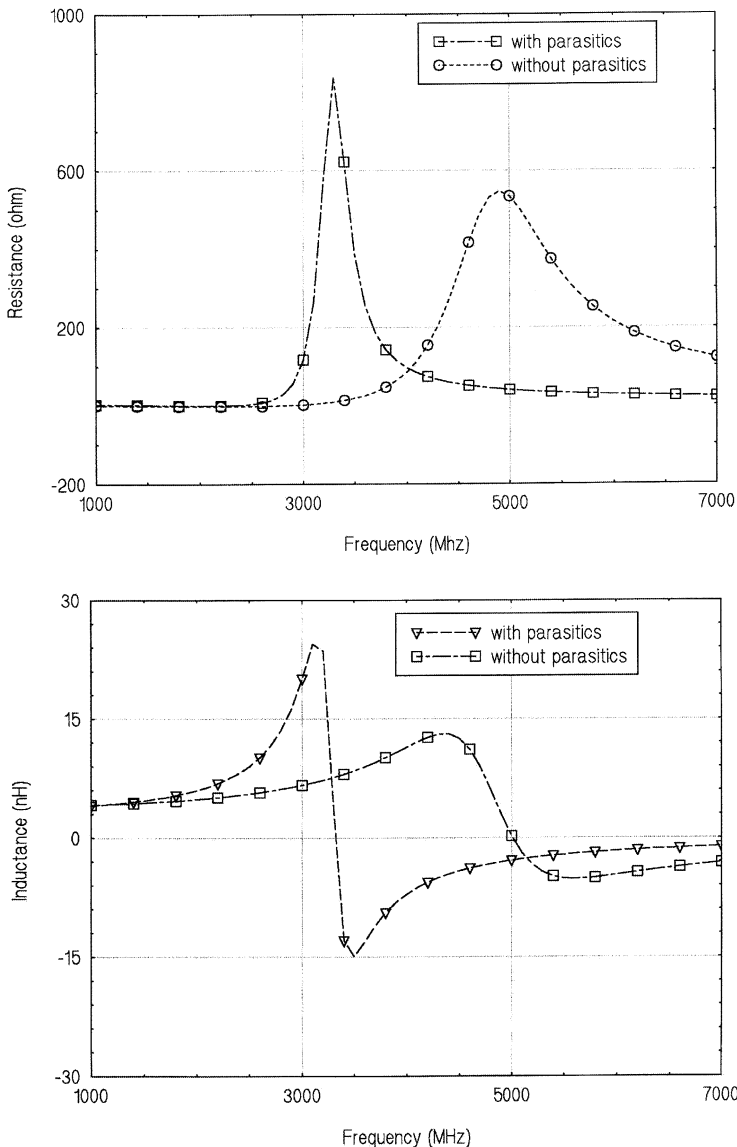 1000
600
200
-200
Resistance (ohm)
with parasitics
without parasitics
1000
3000
5000
7000
Frequency (Mhz)
30
15
0
-15
-30
Inductance (nH)
with parasitics
without parasitics
1000
3000
5000
7000
Frequency (MHz)